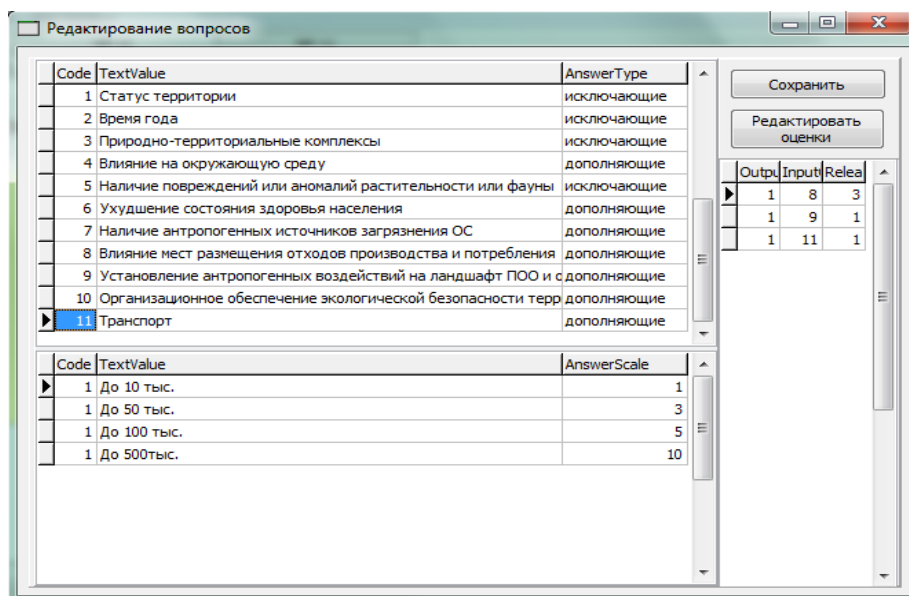 Редактирование вопросов
Code TextValue AnswerType
1 Статус территории исключающие
2 Время года исключающие
3 Природно-территориальные комплексы исключающие
4 Влияние на окружающую среду дополняющие
5 Наличие повреждений или аномалий растительности или фауны исключающие
6 Ухудшение состояния здоровья населения дополняющие
7 Наличие антропогенных источников загрязнения ОС дополняющие
8 Влияние мест размещения отходов производства и потребления дополняющие
9 Установление антропогенных воздействий на ландшафт ПОО и о дополняющие
10 Организационное обеспечение экологической безопасности терр дополняющие
11 Транспорт дополняющие
Code TextValue AnswerScale
1 До 10 тыс. 1
1 До 50 тыс. 3
1 До 100 тыс. 5
1 До 500тыс. 10
Сохранить
Редактировать
оценки
Outpu Input Relea
1 8 3
1 9 1
1 11 1